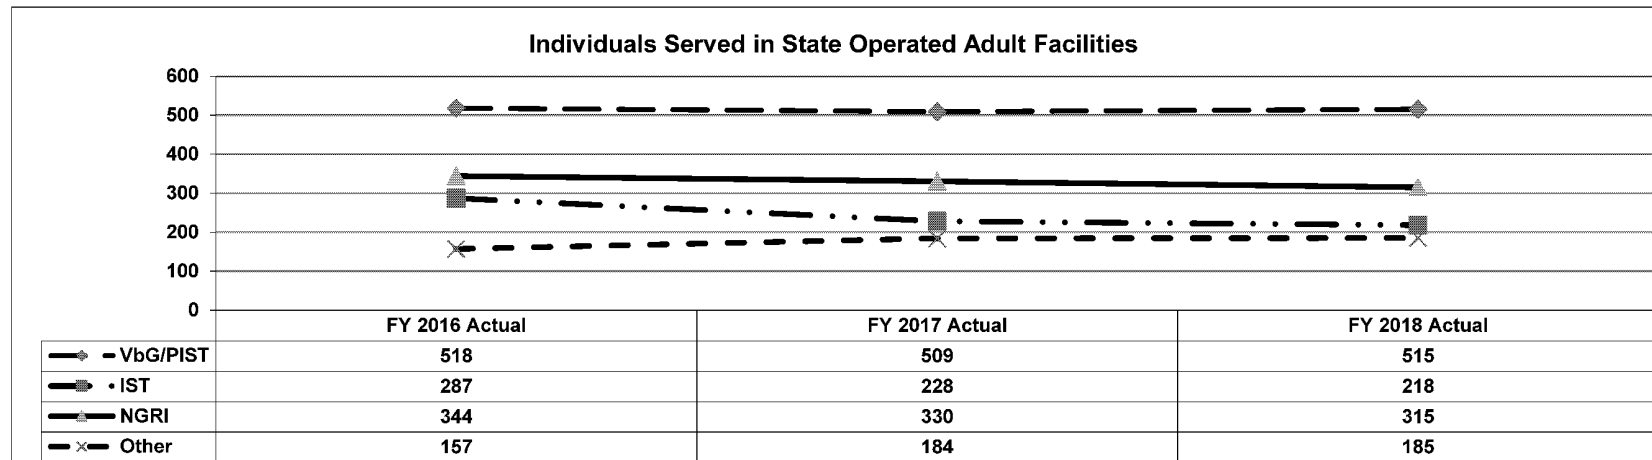 Individuals Served in State Operated Adult Facilities
600
500
400
300
200
100
0
FY 2016 Actual FY 2017 Actual FY 2018 Actual
VbG/PIST 518 509 515
IST 287 228 218
NGRI 344 330 315
Other 157 184 185